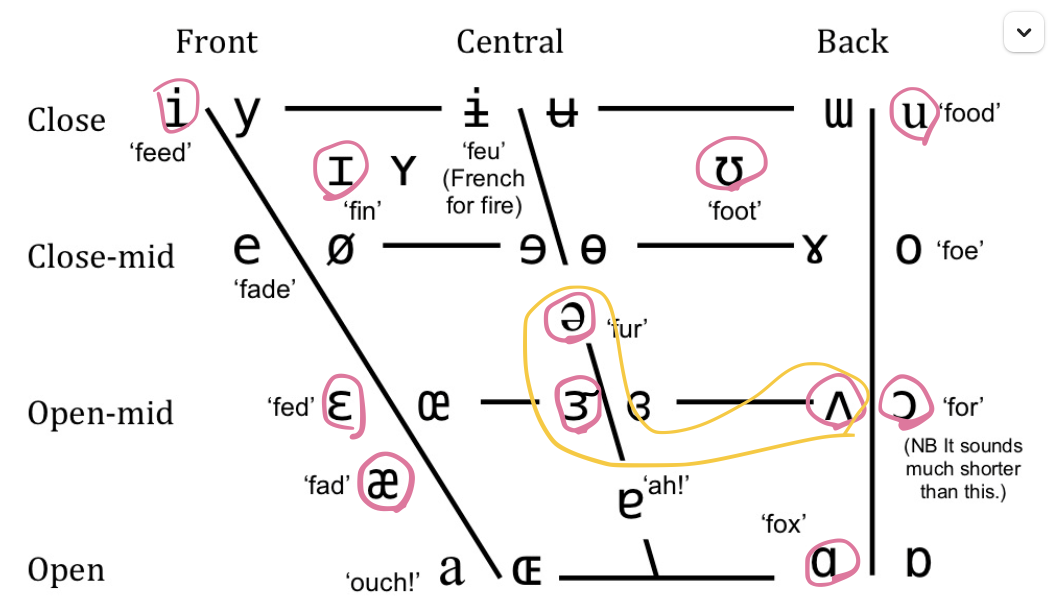 Front Central Back
Close i y ɨ ʉ ɯ u 'food'
'feed' 'feu'
ɪ ʏ (French ʊ
'fin' for fire) 'foot'
Close-mid e ø ɘ ɵ ɤ o 'foe'
'fade'
ə 'fur'
Open-mid 'fed' ɛ œ ɜ ɞ ʌ ɔ 'for'
(NB It sounds
much shorter
than this.)
'fad' æ ɐ 'ah!'
'fox'
Open 'ouch!' a ɶ ɑ ɒ